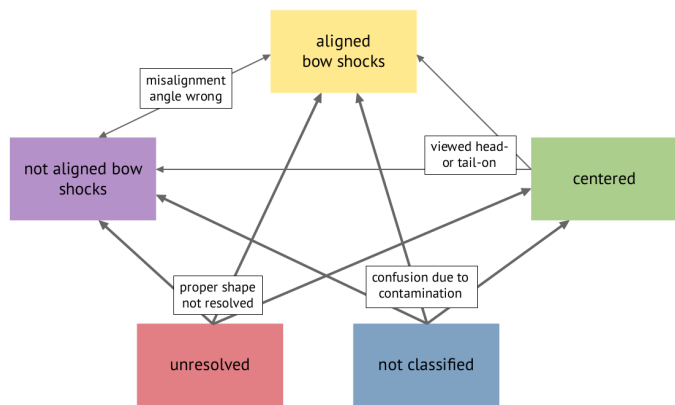 aligned
bow shocks
misalignment
angle wrong
not aligned bow
shocks
viewed head-
or tail-on
centered
proper shape
not resolved
confusion due to
contamination
unresolved
not classified